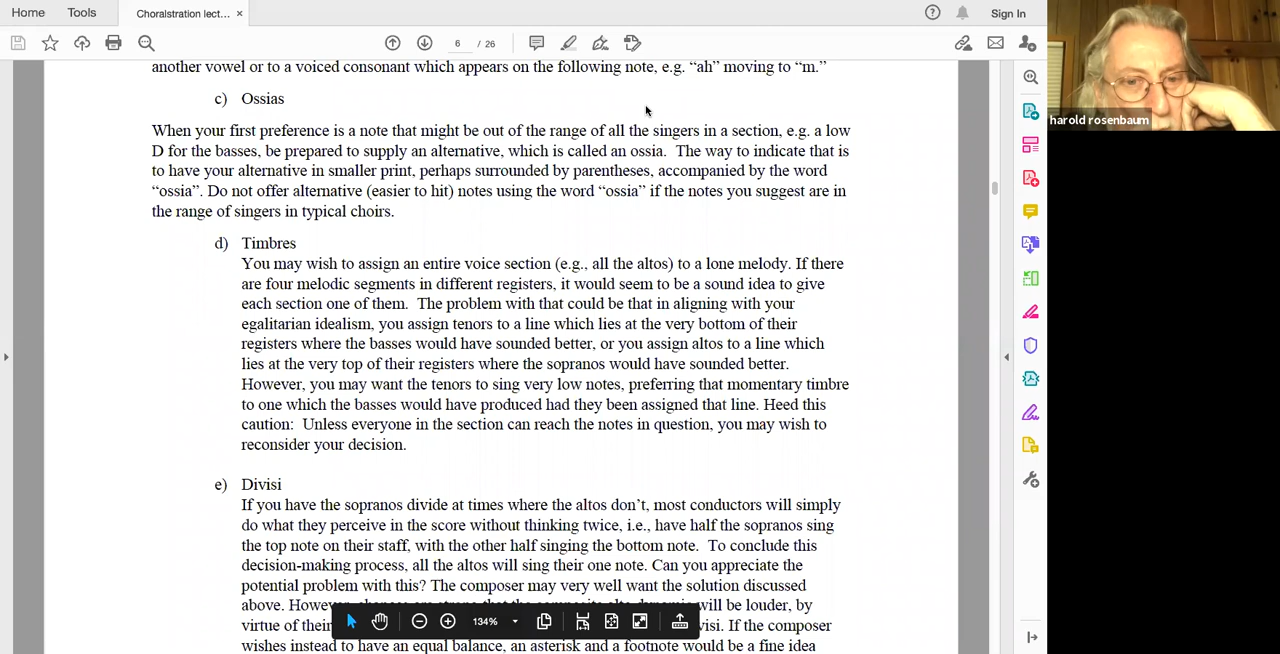 Home Tools Choralstration lect... × Sign In
6 / 26
another vowel or to a voiced consonant which appears on the following note, e.g. “ah” moving to “m.”
c) Ossias
When your first preference is a note that might be out of the range of all the singers in a section, e.g. a low
D for the basses, be prepared to supply an alternative, which is called an ossia. The way to indicate that is
to have your alternative in smaller print, perhaps surrounded by parentheses, accompanied by the word
“ossia”. Do not offer alternative (easier to hit) notes using the word “ossia” if the notes you suggest are in
the range of singers in typical choirs.
d) Timbres
You may wish to assign an entire voice section (e.g., all the altos) to a lone melody. If there
are four melodic segments in different registers, it would seem to be a sound idea to give
each section one of them. The problem with that could be that in aligning with your
egalitarian idealism, you assign tenors to a line which lies at the very bottom of their
registers where the basses would have sounded better, or you assign altos to a line which
lies at the very top of their registers where the sopranos would have sounded better.
However, you may want the tenors to sing very low notes, preferring that momentary timbre
to one which the basses would have produced had they been assigned that line. Heed this
caution: Unless everyone in the section can reach the notes in question, you may wish to
reconsider your decision.
e) Divisi
If you have the sopranos divide at times where the altos don’t, most conductors will simply
do what they perceive in the score without thinking twice, i.e., have half the sopranos sing
the top note on their staff, with the other half singing the bottom note. To conclude this
decision-making process, all the altos will sing their one note. Can you appreciate the
potential problem with this? The composer may very well want the solution discussed
above. However, will be louder, by
virtue of their visi. If the composer
wishes instead to have an equal balance, an asterisk and a footnote would be a fine idea
134%
harold rosenbaum